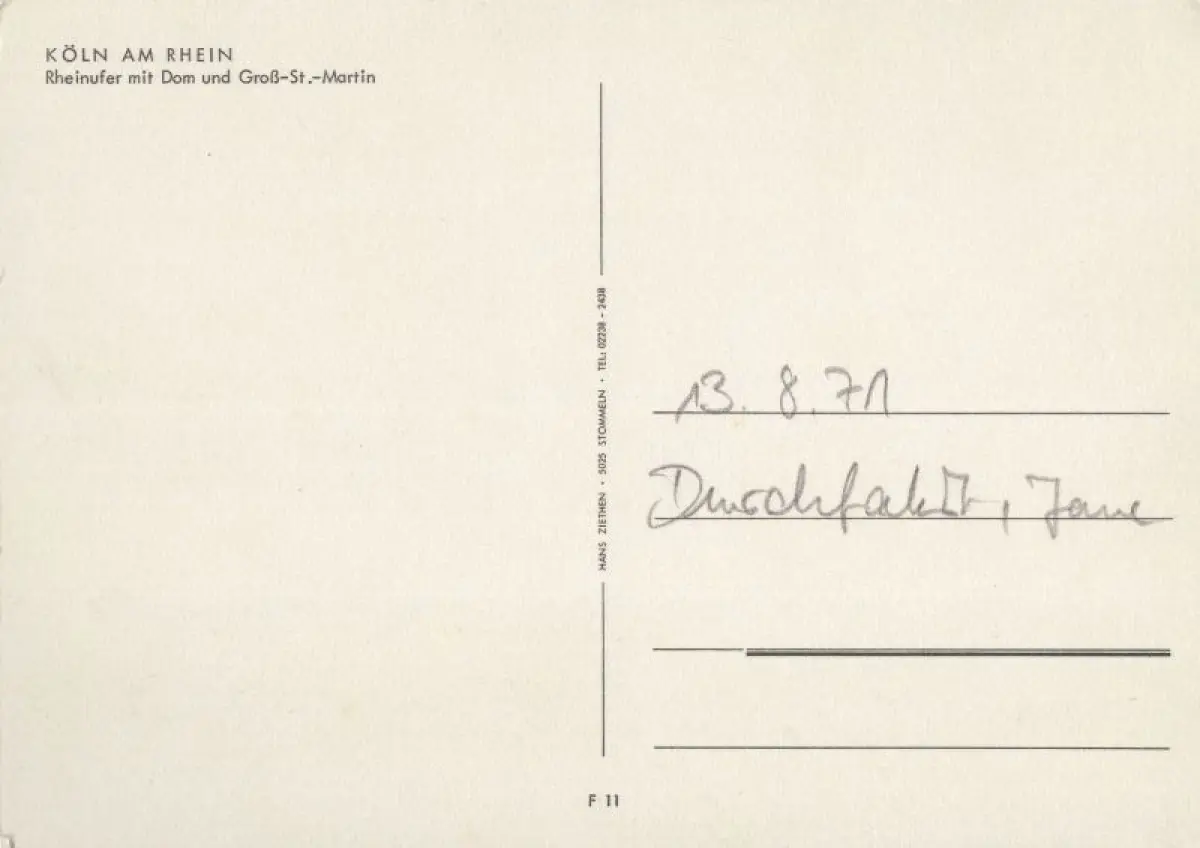 KÖLN AM RHEIN
Rheinufer mit Dom und Groß-St.-Martin
HANS ZIETHEN · 5025 STOMMELN · TEL: 02238 - 2438
13. 8. 71
Durchfahrt,
F 11